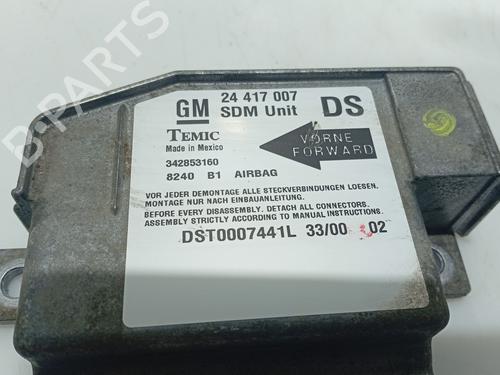 GM 24 417 007 DS
SDM Unit
TEMIC
Made in Mexico
VORNE
FORWARD
342853160
8240 B1 AIRBAG
VOR JEDER DEMONTAGE ALLE STECKVERBINDUNGEN LOESEN.
MONTAGE NUR NACH EINBAUANLEITUNG.
BEFORE EVERY DISASSEMBLY. DETACH ALL CONNECTORS.
ASSEMBLY STRICTLY ACCORDING TO MANUAL INSTRUCTIONS.
DST0007441L 33/00 02
B-PARTS